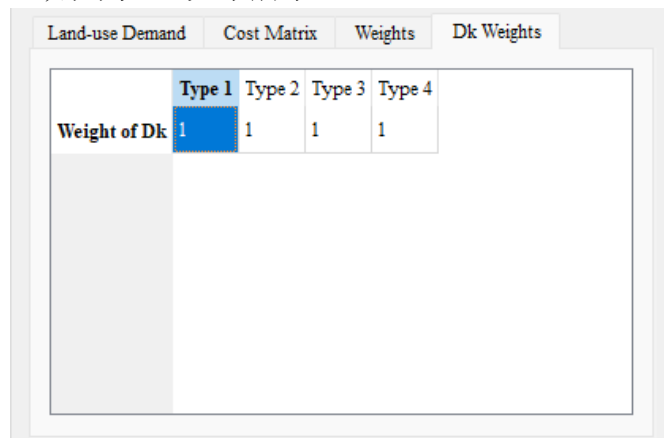 Land-use Demand Cost Matrix Weights Dk Weights
Type 1 Type 2 Type 3 Type 4
Weight of Dk 1 1 1 1